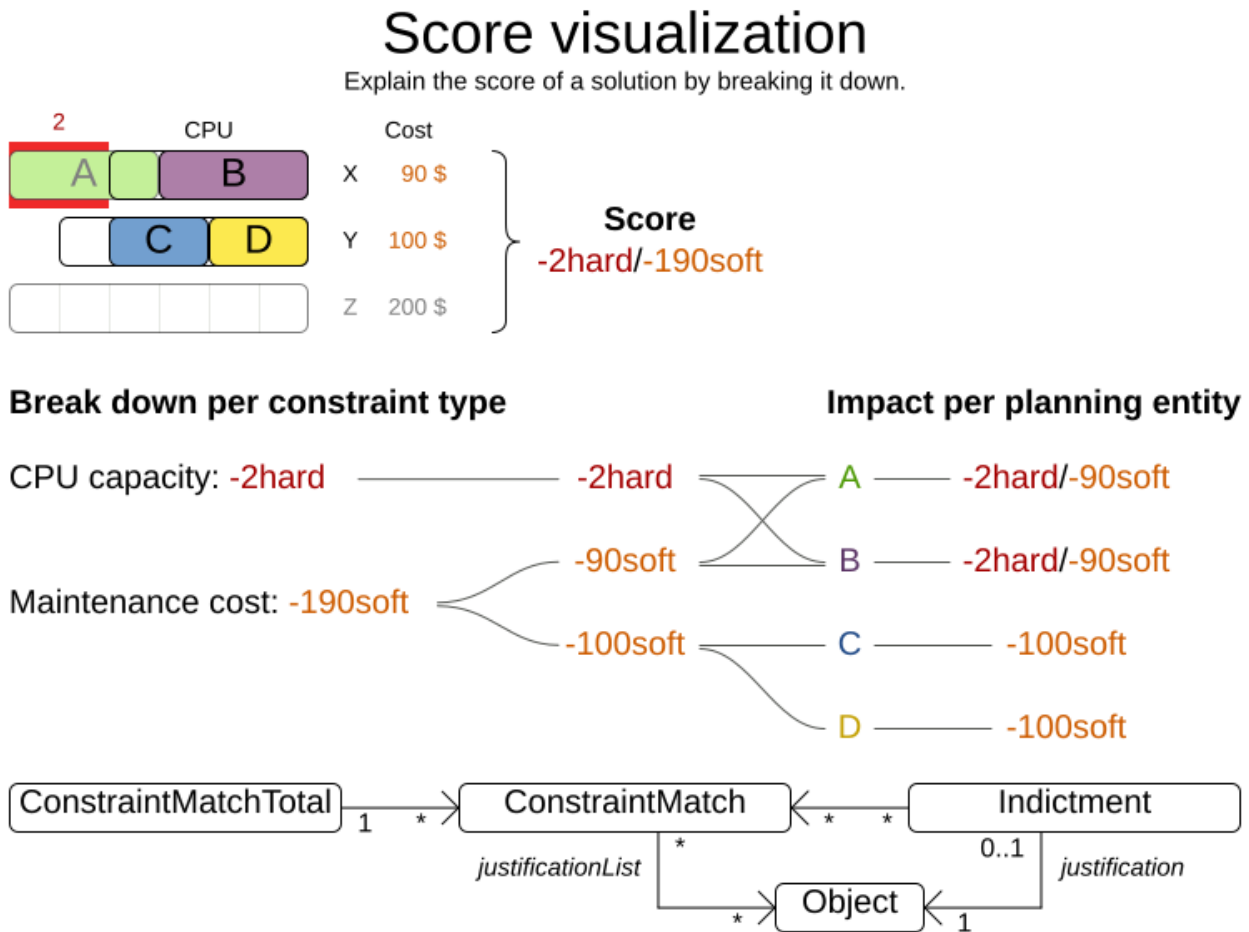 Score visualization
Explain the score of a solution by breaking it down.
2 CPU Cost
A B X 90 $
C D Y 100 $
Z 200 $
Score
-2hard/-190soft
Break down per constraint type Impact per planning entity
CPU capacity: -2hard -2hard A -2hard/-90soft
-90soft B -2hard/-90soft
Maintenance cost: -190soft
-100soft C -100soft
D -100soft
ConstraintMatchTotal ConstraintMatch Indictment
1 * * *
* 0..1
justificationList justification
Object
* 1